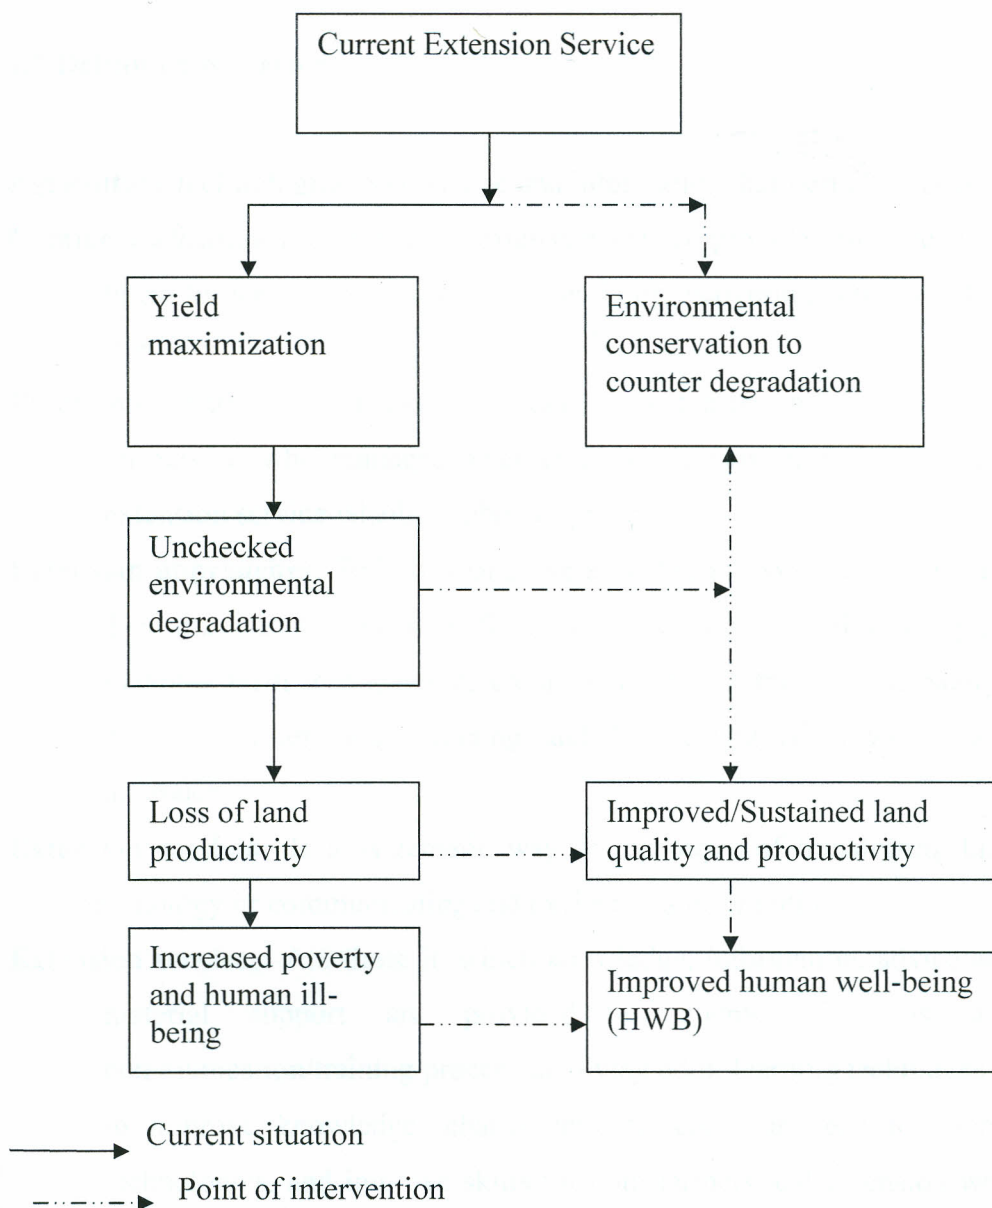 Current Extension Service
Yield
maximization
Environmental
conservation to
counter degradation
Unchecked
environmental
degradation
Loss of land
productivity
Improved/Sustained land
quality and productivity
Increased poverty
and human ill-
being
Improved human well-being
(HWB)
Current situation
Point of intervention